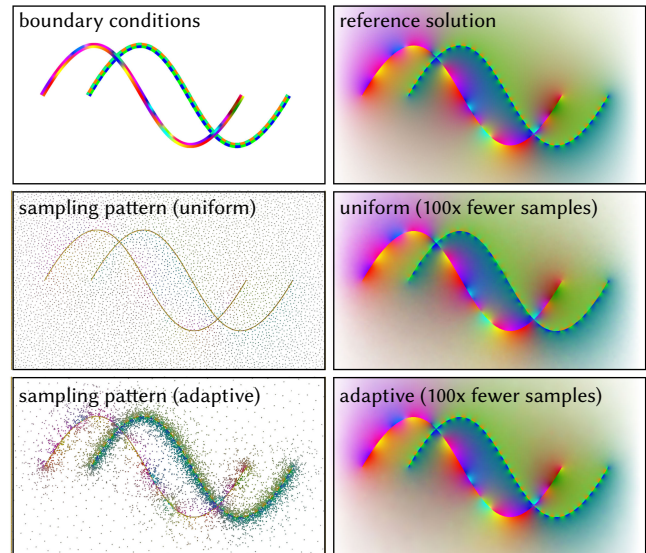 boundary conditions
reference solution
sampling pattern (uniform)
uniform (100x fewer samples)
sampling pattern (adaptive)
adaptive (100x fewer samples)